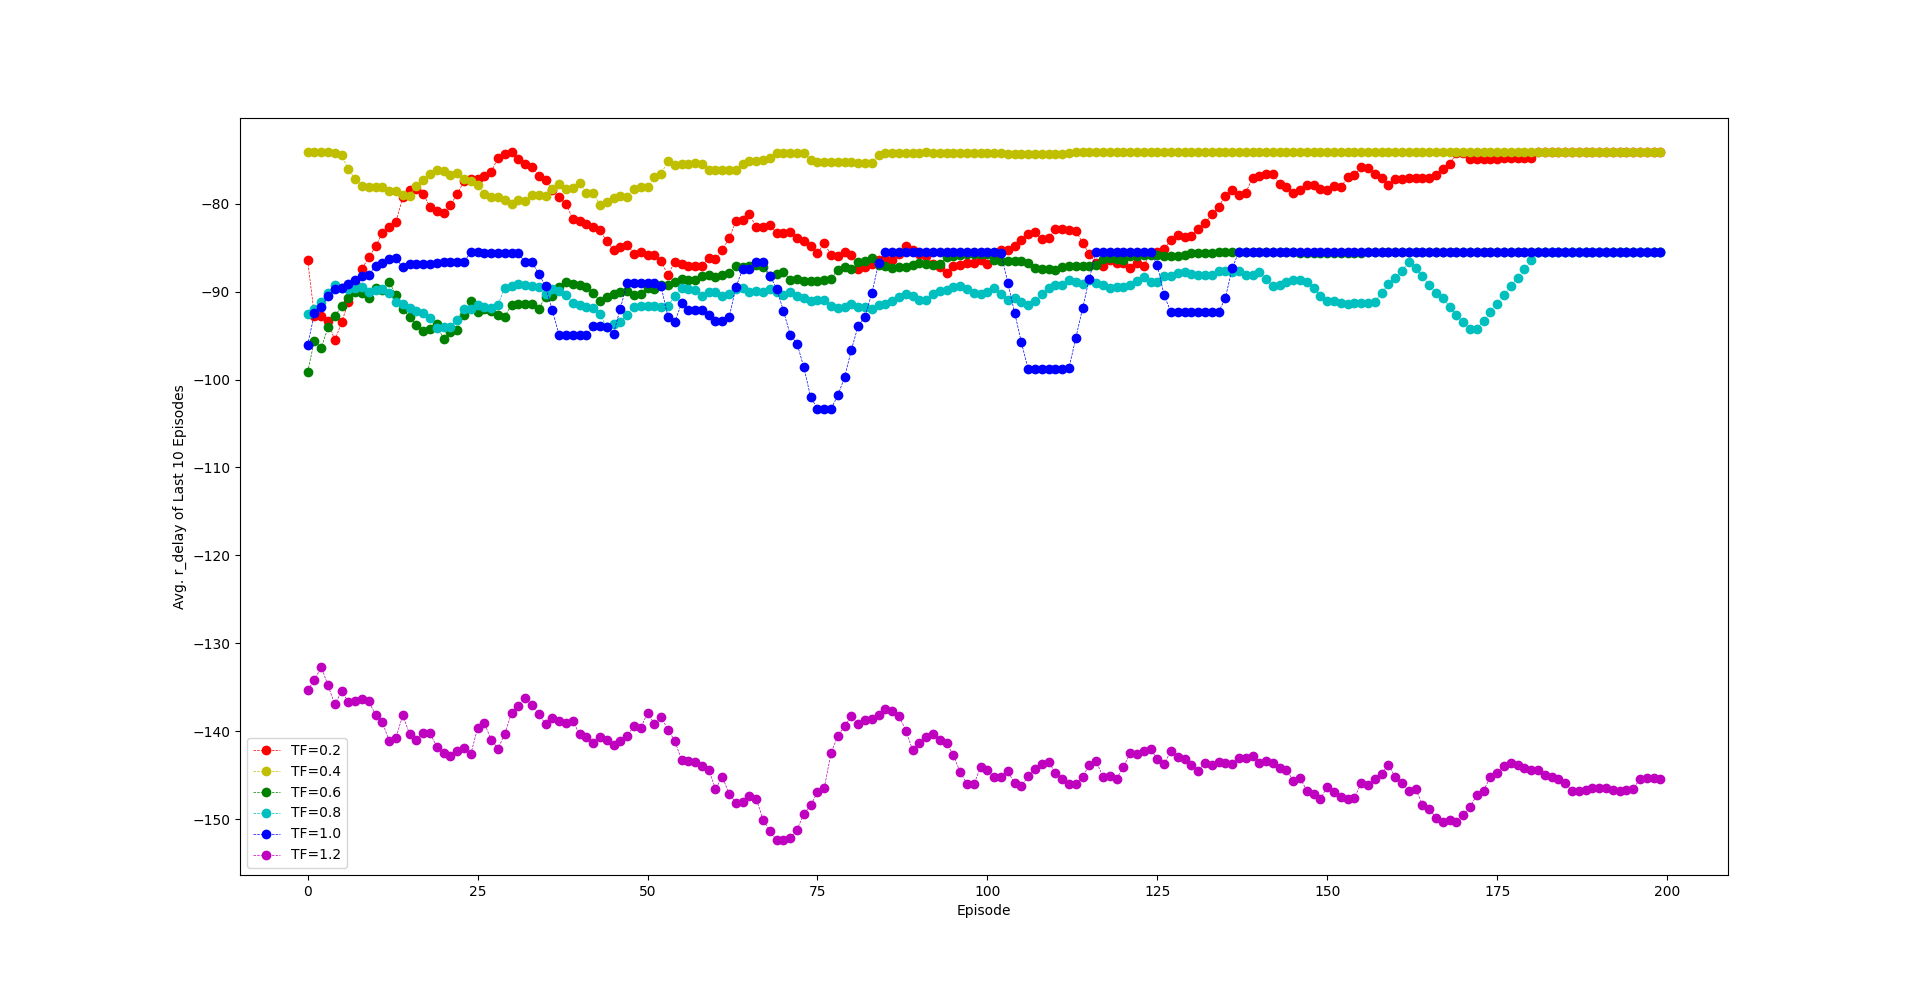 −80
−90
−100
−110
−120
−130
−140
−150
Avg. r_delay of Last 10 Episodes
TF=0.2
TF=0.4
TF=0.6
TF=0.8
TF=1.0
TF=1.2
0 25 50 75 100 125 150 175 200
Episode